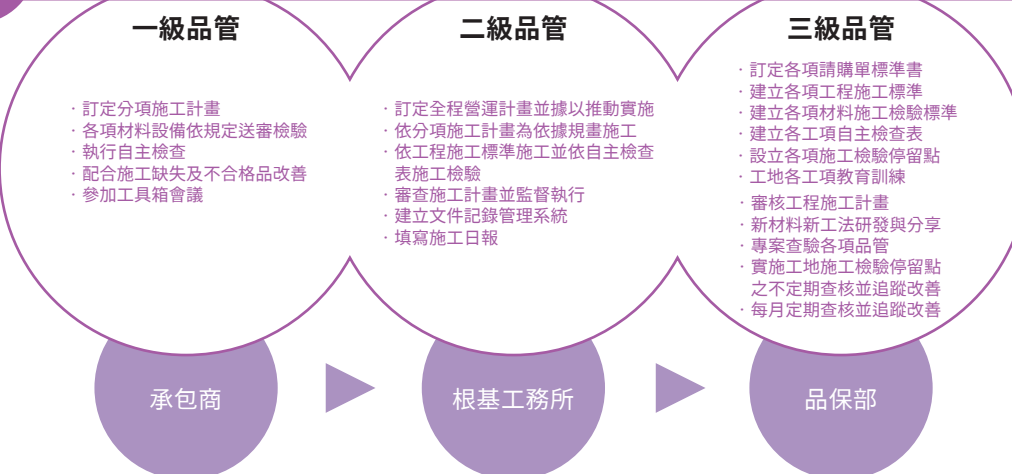 一級品管
· 訂定分項施工計畫
· 各項材料設備依規定送審檢驗
· 執行自主檢查
· 配合施工缺失及不合格品改善
· 參加工具箱會議
承包商
二級品管
· 訂定全程營運計畫並據以推動實施
· 依分項施工計畫為依據規畫施工
· 依工程施工標準施工並依自主檢查
表施工檢驗
· 審查施工計畫並監督執行
· 建立文件記錄管理系統
· 填寫施工日報
根基工務所
三級品管
· 訂定各項請購單標準書
· 建立各項工程施工標準
· 建立各項材料施工檢驗標準
· 建立各工項自主檢查表
· 設立各項施工檢驗停留點
· 工地各工項教育訓練
· 審核工程施工計畫
· 新材料新工法研發與分享
· 專案查驗各項品管
· 實施工地施工檢驗停留點
之不定期查核並追蹤改善
· 每月定期查核並追蹤改善
品保部